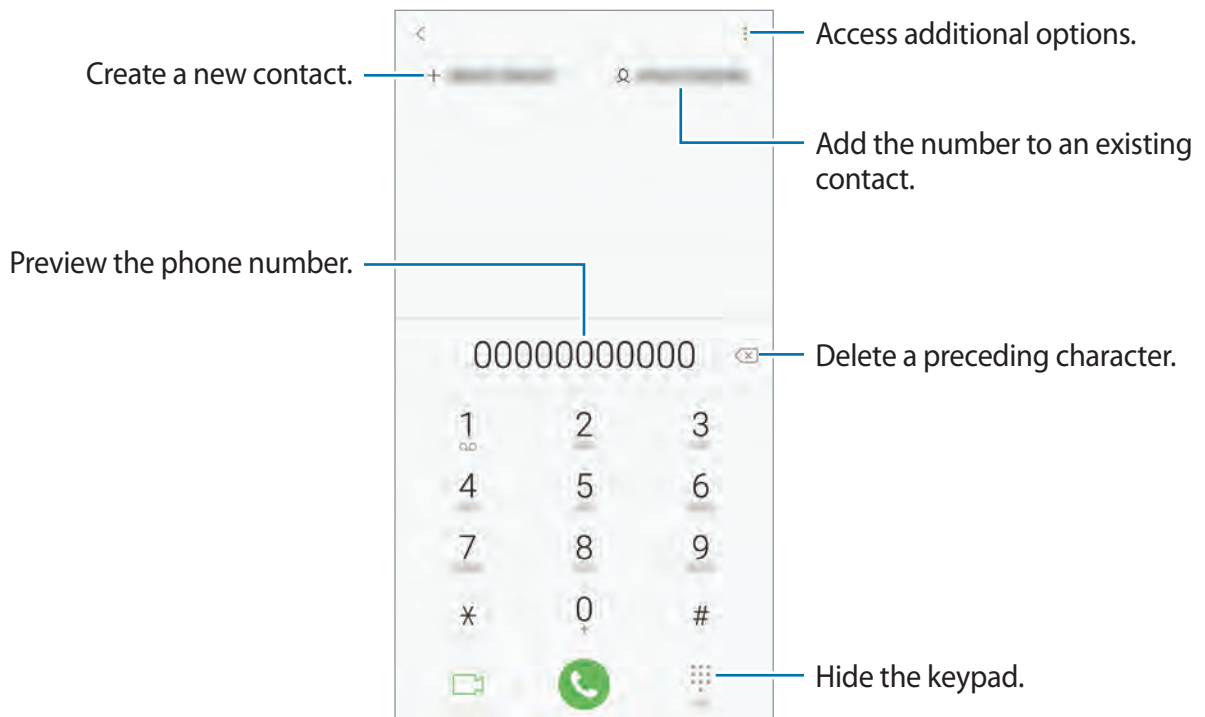 Access additional options.
Create a new contact.
Add the number to an existing
contact.
Preview the phone number.
00000000000
Delete a preceding character.
1 2 3
4 5 6
7 8 9
* 0 #
+
Hide the keypad.